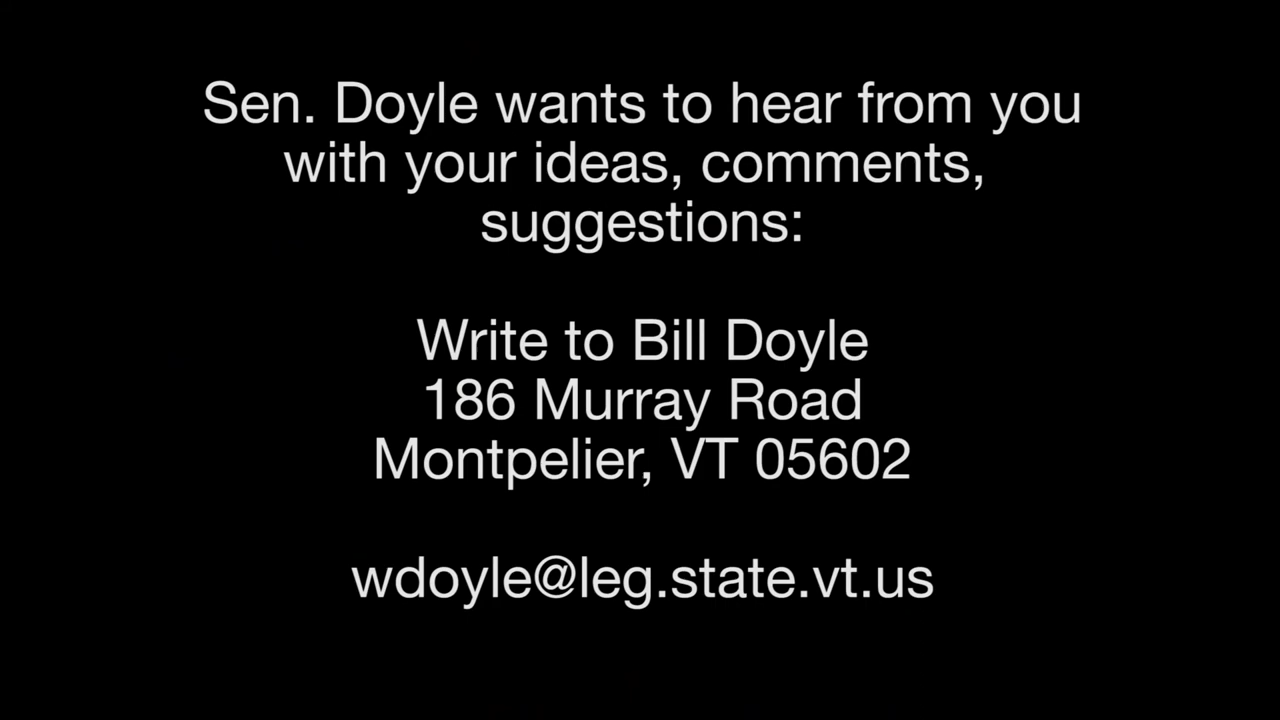 Sen. Doyle wants to hear from you
with your ideas, comments,
suggestions:
Write to Bill Doyle
186 Murray Road
Montpelier, VT 05602
wdoyle@leg.state.vt.us